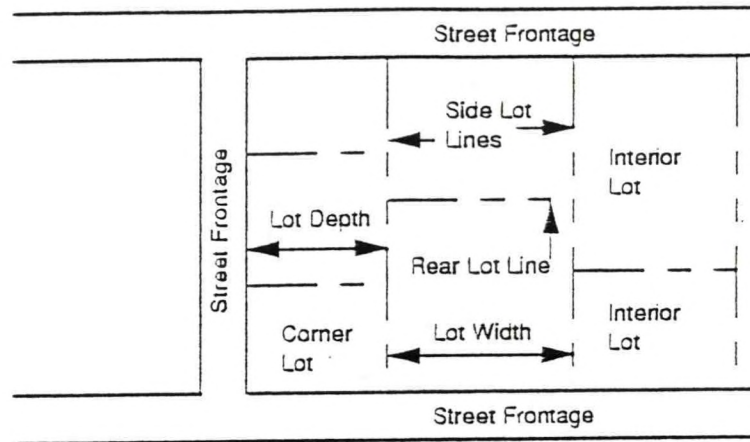 Street Frontage
Side Lot
Lines
Interior
Lot
Street Frontage
Lot Depth
Rear Lot Line
Corner
Lot
Lot Width
Interior
Lot
Street Frontage